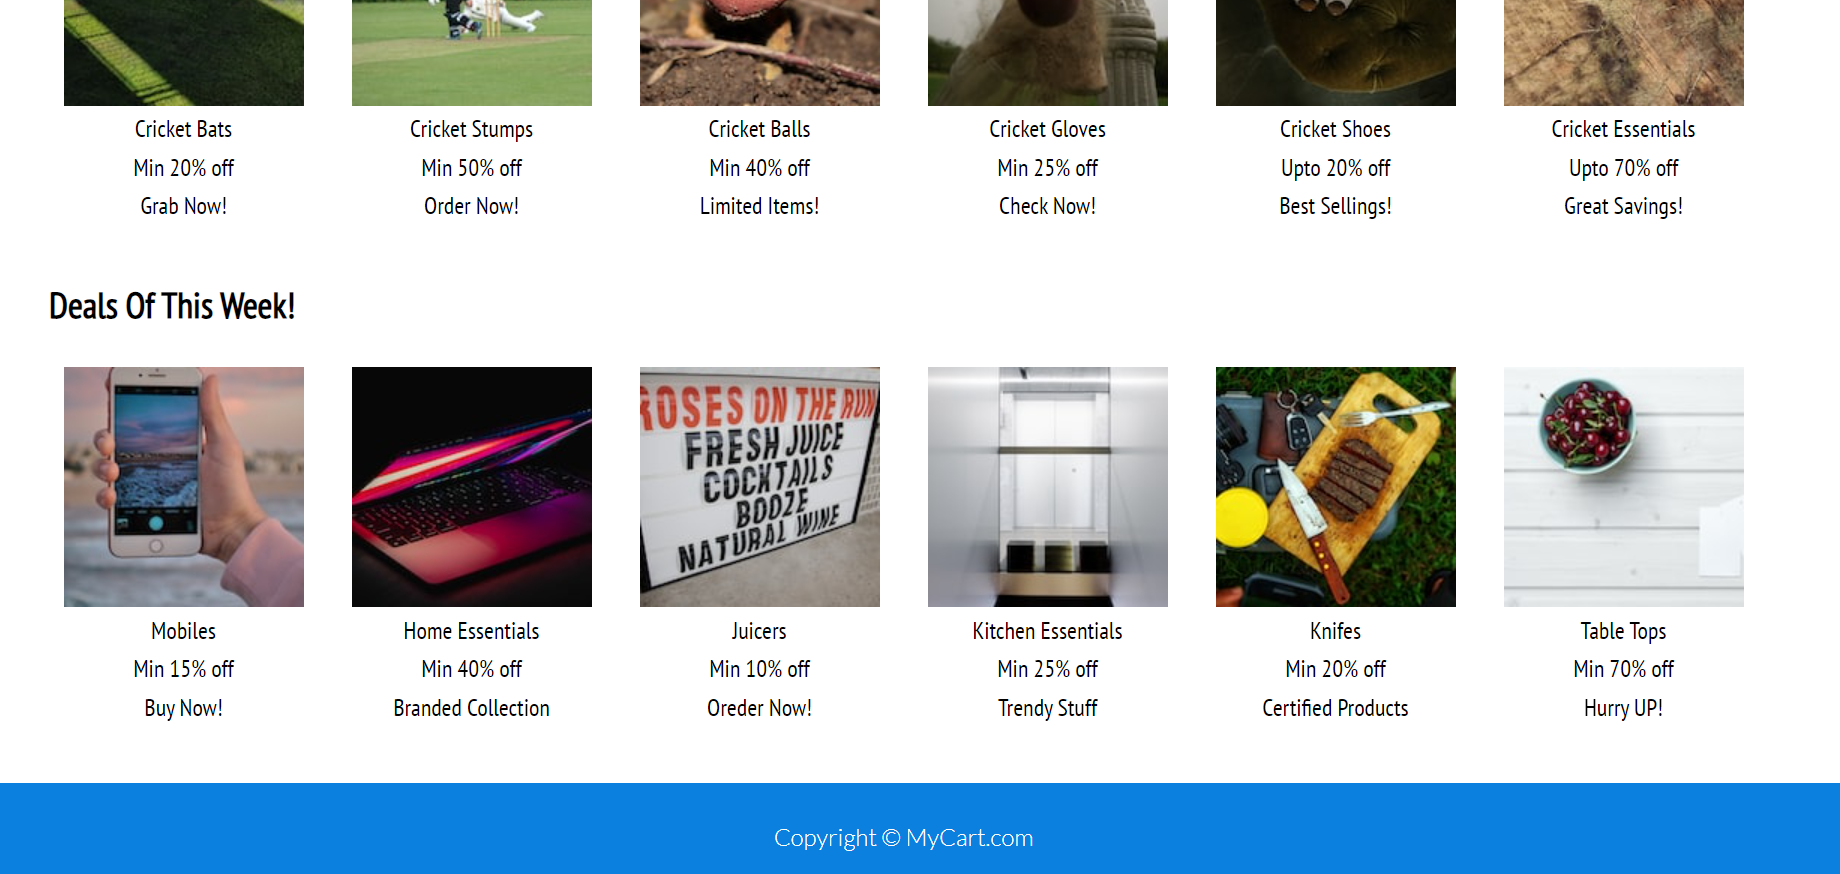 Cricket Bats
Min 20% off
Grab Now!
Cricket Stumps
Min 50% off
Order Now!
Cricket Balls
Min 40% off
Limited Items!
Cricket Gloves
Min 25% off
Check Now!
Cricket Shoes
Upto 20% off
Best Sellings!
Cricket Essentials
Upto 70% off
Great Savings!
Deals Of This Week!
Mobiles
Min 15% off
Buy Now!
Home Essentials
Min 40% off
Branded Collection
ROSES ON THE RUN
FRESH JUICE
COCKTAILS
BOOZE
NATURAL WINE
Juicers
Min 10% off
Oreder Now!
Kitchen Essentials
Min 25% off
Trendy Stuff
Knifes
Min 20% off
Certified Products
Table Tops
Min 70% off
Hurry UP!
Copyright © MyCart.com